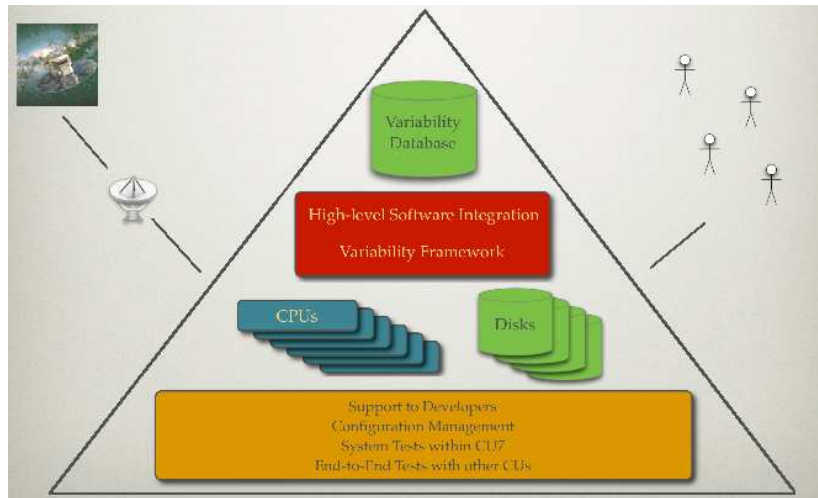 Variability
Database
High-level Software Integration
Variability Framework
CPUs
Disks
Support to Developers
Configuration Management
System Tests within CU7
End-to-End Tests with other CUs